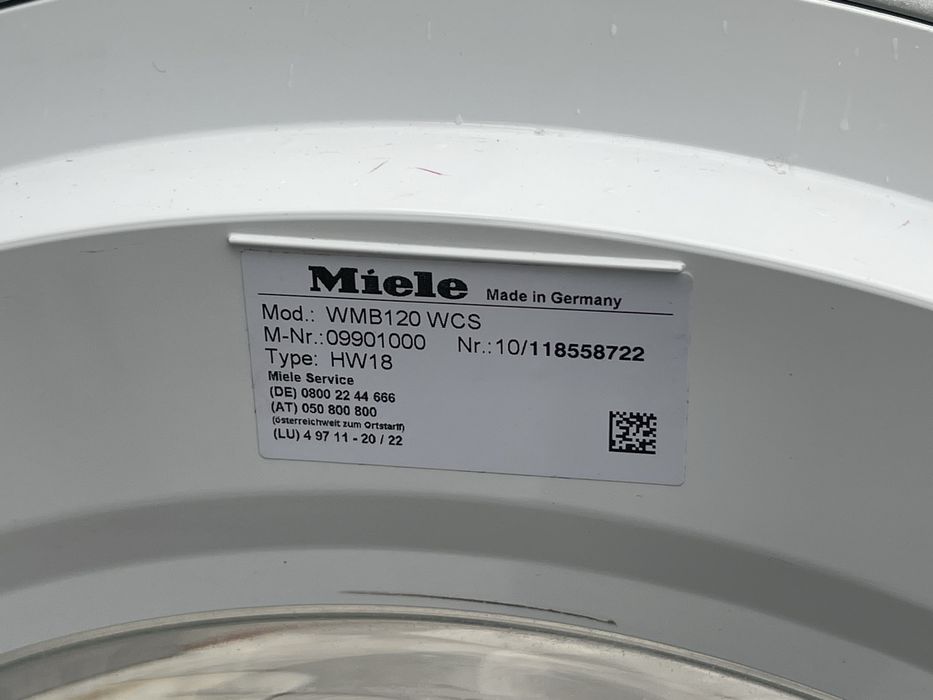 Miele Made in Germany
Mod.: WMB120 WCS
M-Nr.:09901000 Nr.:10/118558722
Type: HW18
Miele Service
(DE) 0800 22 44 666
(AT) 050 800 800
(österreichweit zum Ortstarif)
(LU) 4 97 11 - 20 / 22